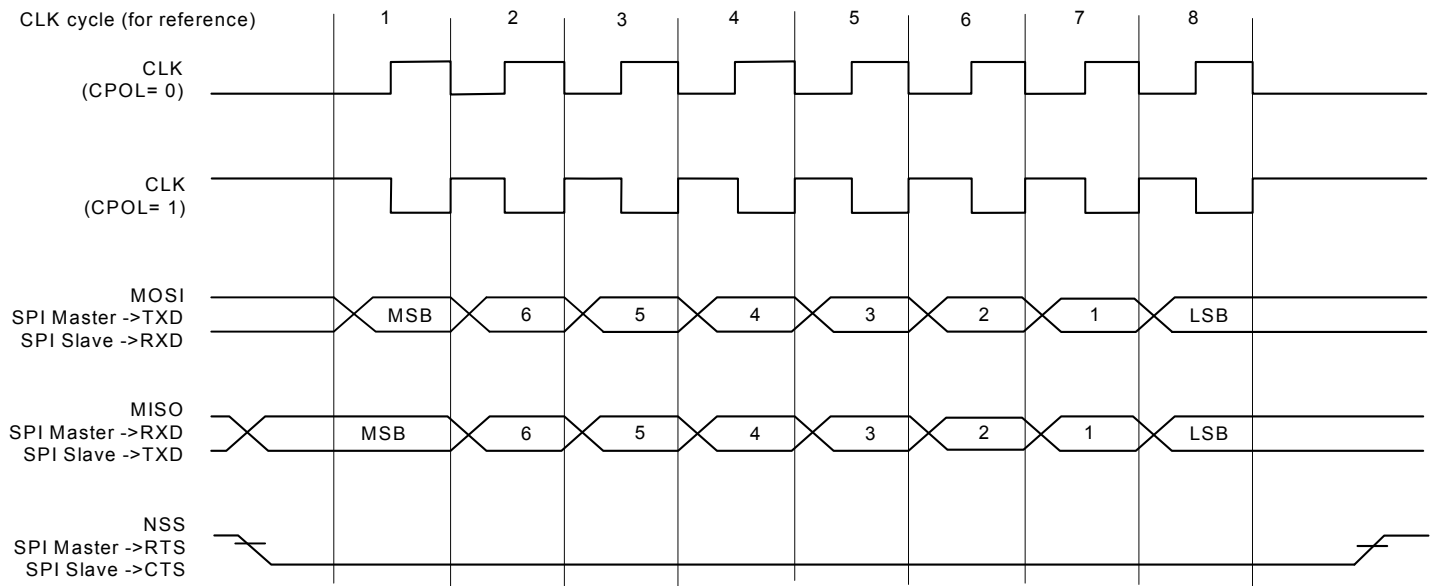 CLK cycle (for reference) 1 2 3 4 5 6 7 8
CLK
(CPOL= 0)
CLK
(CPOL= 1)
MOSI
SPI Master ->TXD
SPI Slave ->RXD
MSB 6 5 4 3 2 1 LSB
MISO
SPI Master ->RXD
SPI Slave ->TXD
MSB 6 5 4 3 2 1 LSB
NSS
SPI Master ->RTS
SPI Slave ->CTS